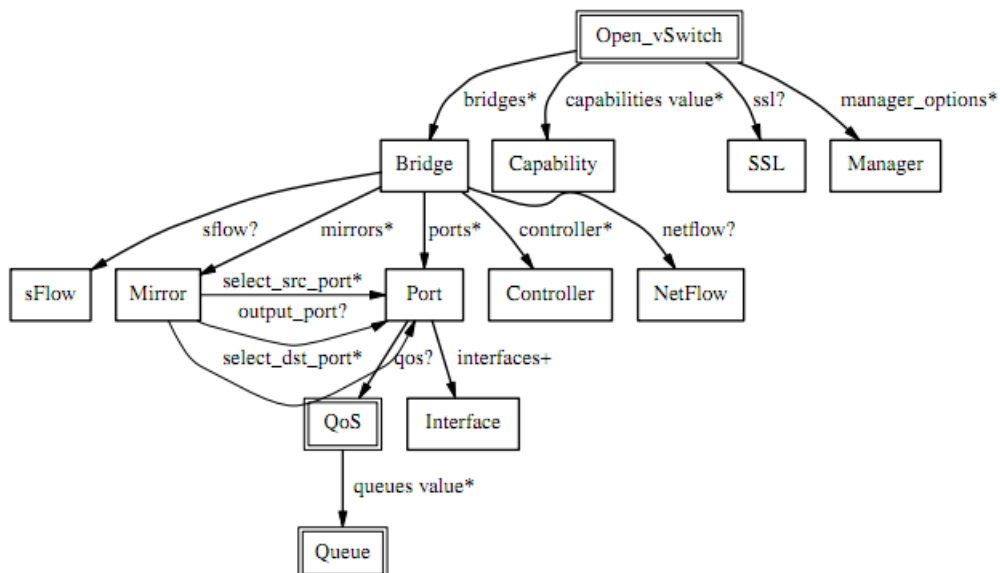 Open_vSwitch
bridges*
capabilities value*
ssl?
manager_options*
Bridge
Capability
SSL
Manager
sflow?
mirrors*
ports*
controller*
netflow?
sFlow
Mirror
select_src_port*
Port
Controller
NetFlow
output_port?
select_dst_port*
qos?
interfaces+
QoS
Interface
queues value*
Queue